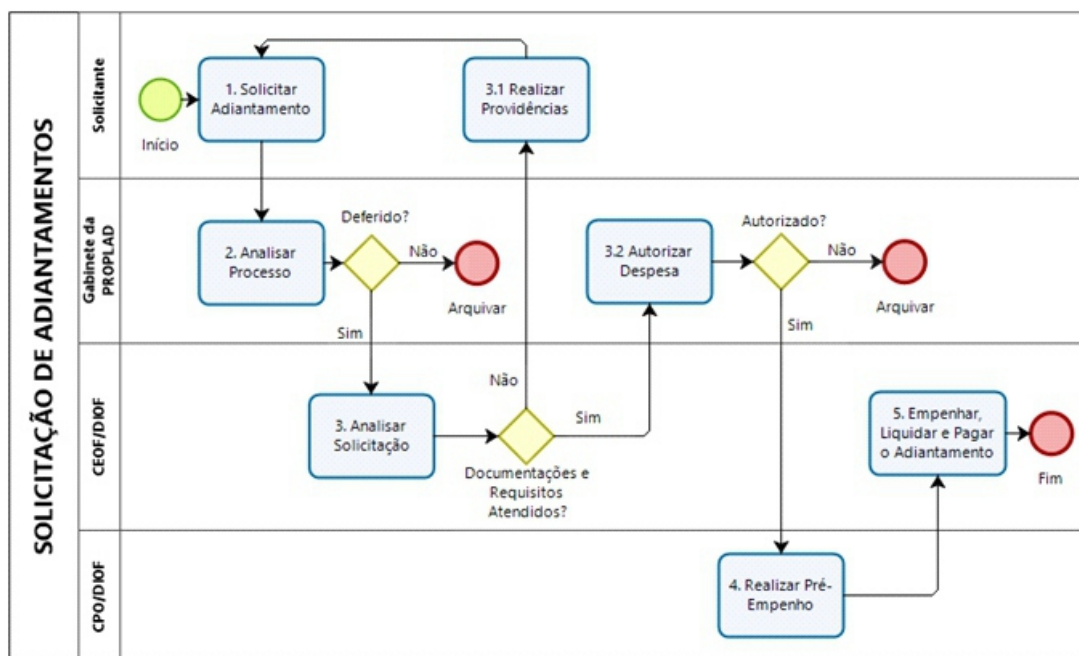 SOLICITAÇÃO DE ADIANTAMENTOS
Solicitante
Início
1. Solicitar
Adiantamento
3.1 Realizar
Providências
Gabinete da
PROPLAD
2. Analisar
Processo
Deferido?
Não
Arquivar
Sim
3.2 Autorizar
Despesa
Autorizado?
Não
Arquivar
Sim
CEOF/DIOF
3. Analisar
Solicitação
Não
Sim
Documentações e
Requisitos
Atendidos?
5. Empenhar,
Liquidar e Pagar
o Adiantamento
Fim
CPO/DIOF
4. Realizar Pré-
Empenho